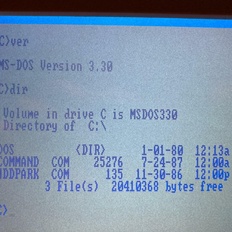 C>ver
MS-DOS Version 3.30
C>dir
Volume in drive C is MSDOS330
Directory of C:\
DOS <DIR> 1-01-80 12:13a
COMMAND COM 25276 7-24-87 12:00a
HDDPARK COM 135 11-30-86 12:00p
3 File(s) 20410368 bytes free
C>